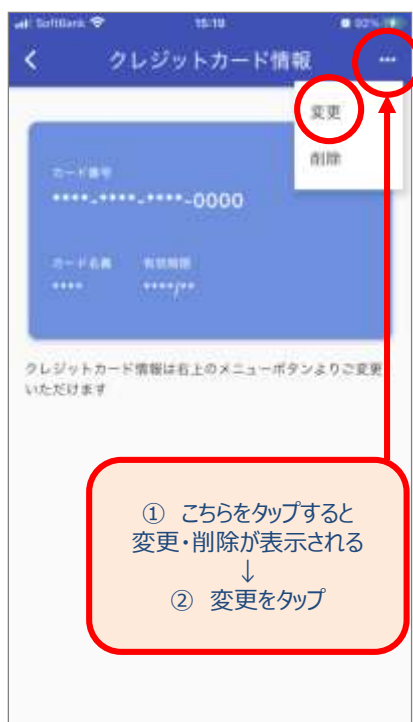 SoftBank 15:19 92%
クレジットカード情報 …
変更
削除
カード番号
****-****-****-0000
カード名義 有効期限
**** ****/**
クレジットカード情報は右上のメニューボタンよりご変更
いただけます
① こちらをタップすると
変更・削除が表示される
↓
② 変更をタップ